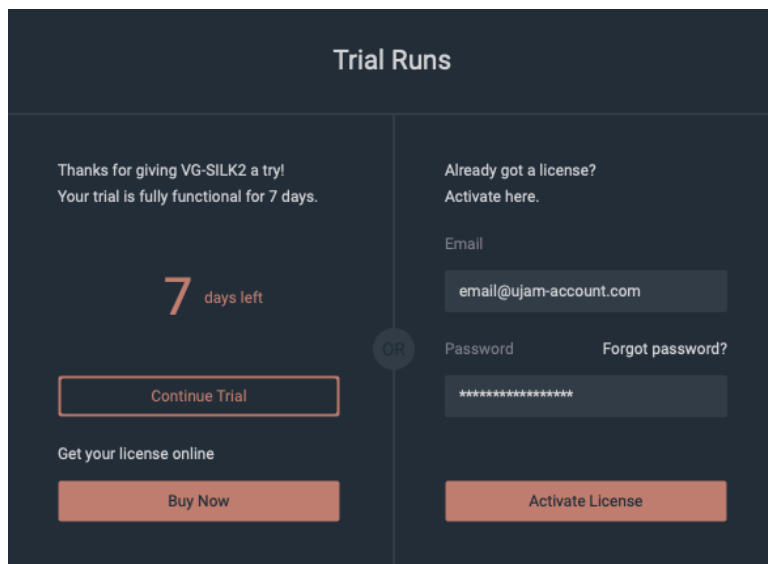 Trial Runs
Thanks for giving VG-SILK2 a try!
Your trial is fully functional for 7 days.
7 days left
Continue Trial
Get your license online
Buy Now
OR
Already got a license?
Activate here.
Email
email@ujam-account.com
Password Forgot password?
*****************
Activate License